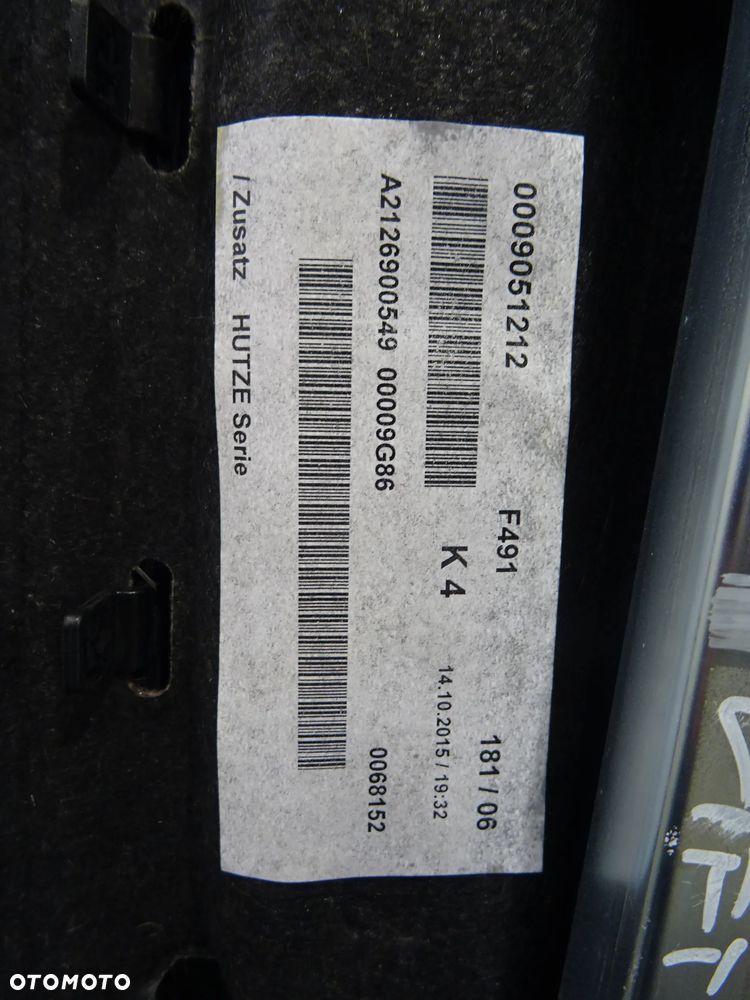 0009051212 F491 181 / 06
K 4 14.10.2015 / 19:32
A2126900549 00009G86 0068152
/ Zusatz HUTZE Serie
OTOMOTO